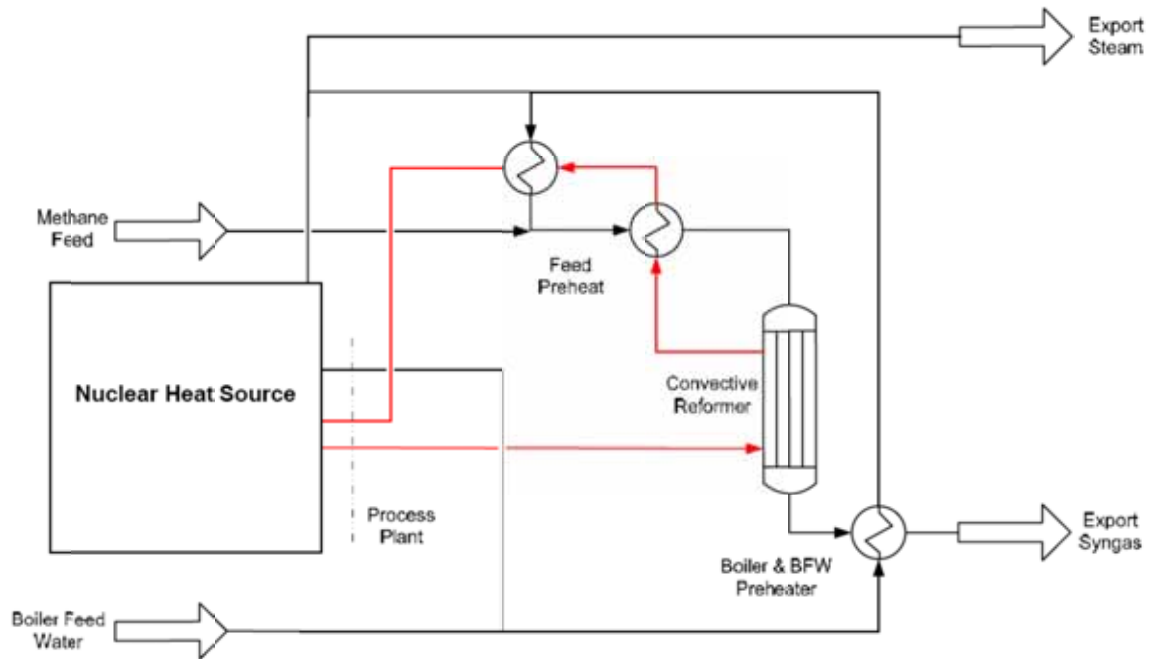 Export
Steam
Methane
Feed
Feed
Preheat
Nuclear Heat Source
Convective
Reformer
Process
Plant
Export
Syngas
Boiler & BFW
Preheater
Boiler Feed
Water